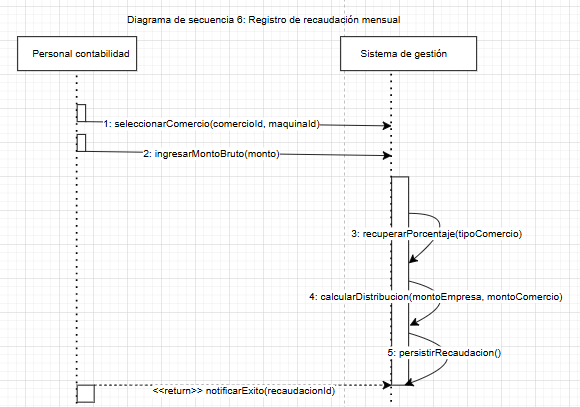 Diagrama de secuencia 6: Registro de recaudación mensual
Personal contabilidad
Sistema de gestión
1: seleccionarComercio(comercioId, maquinaId)
2: ingresarMontoBruto(monto)
3: recuperarPorcentaje(tipoComercio)
4: calcularDistribucion(montoEmpresa, montoComercio)
5: persistirRecaudacion()
<<return>> notificarExito(recaudacionId)